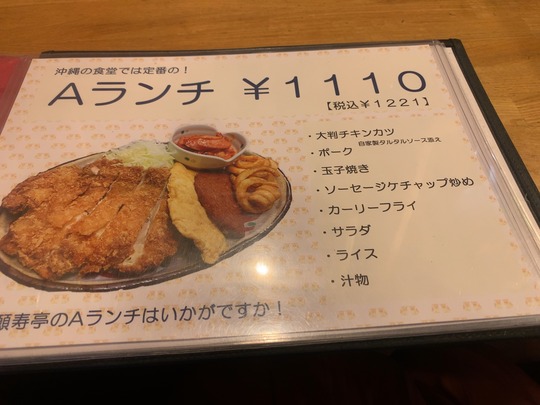 沖縄の食堂では定番の！
Aランチ ￥１１１０
【税込￥１２２１】
・大判チキンカツ
自家製タルタルソース添え
・ポーク
・玉子焼き
・ソーセージケチャップ炒め
・カーリーフライ
・サラダ
・ライス
・汁物
願寿亭のAランチはいかがですか！